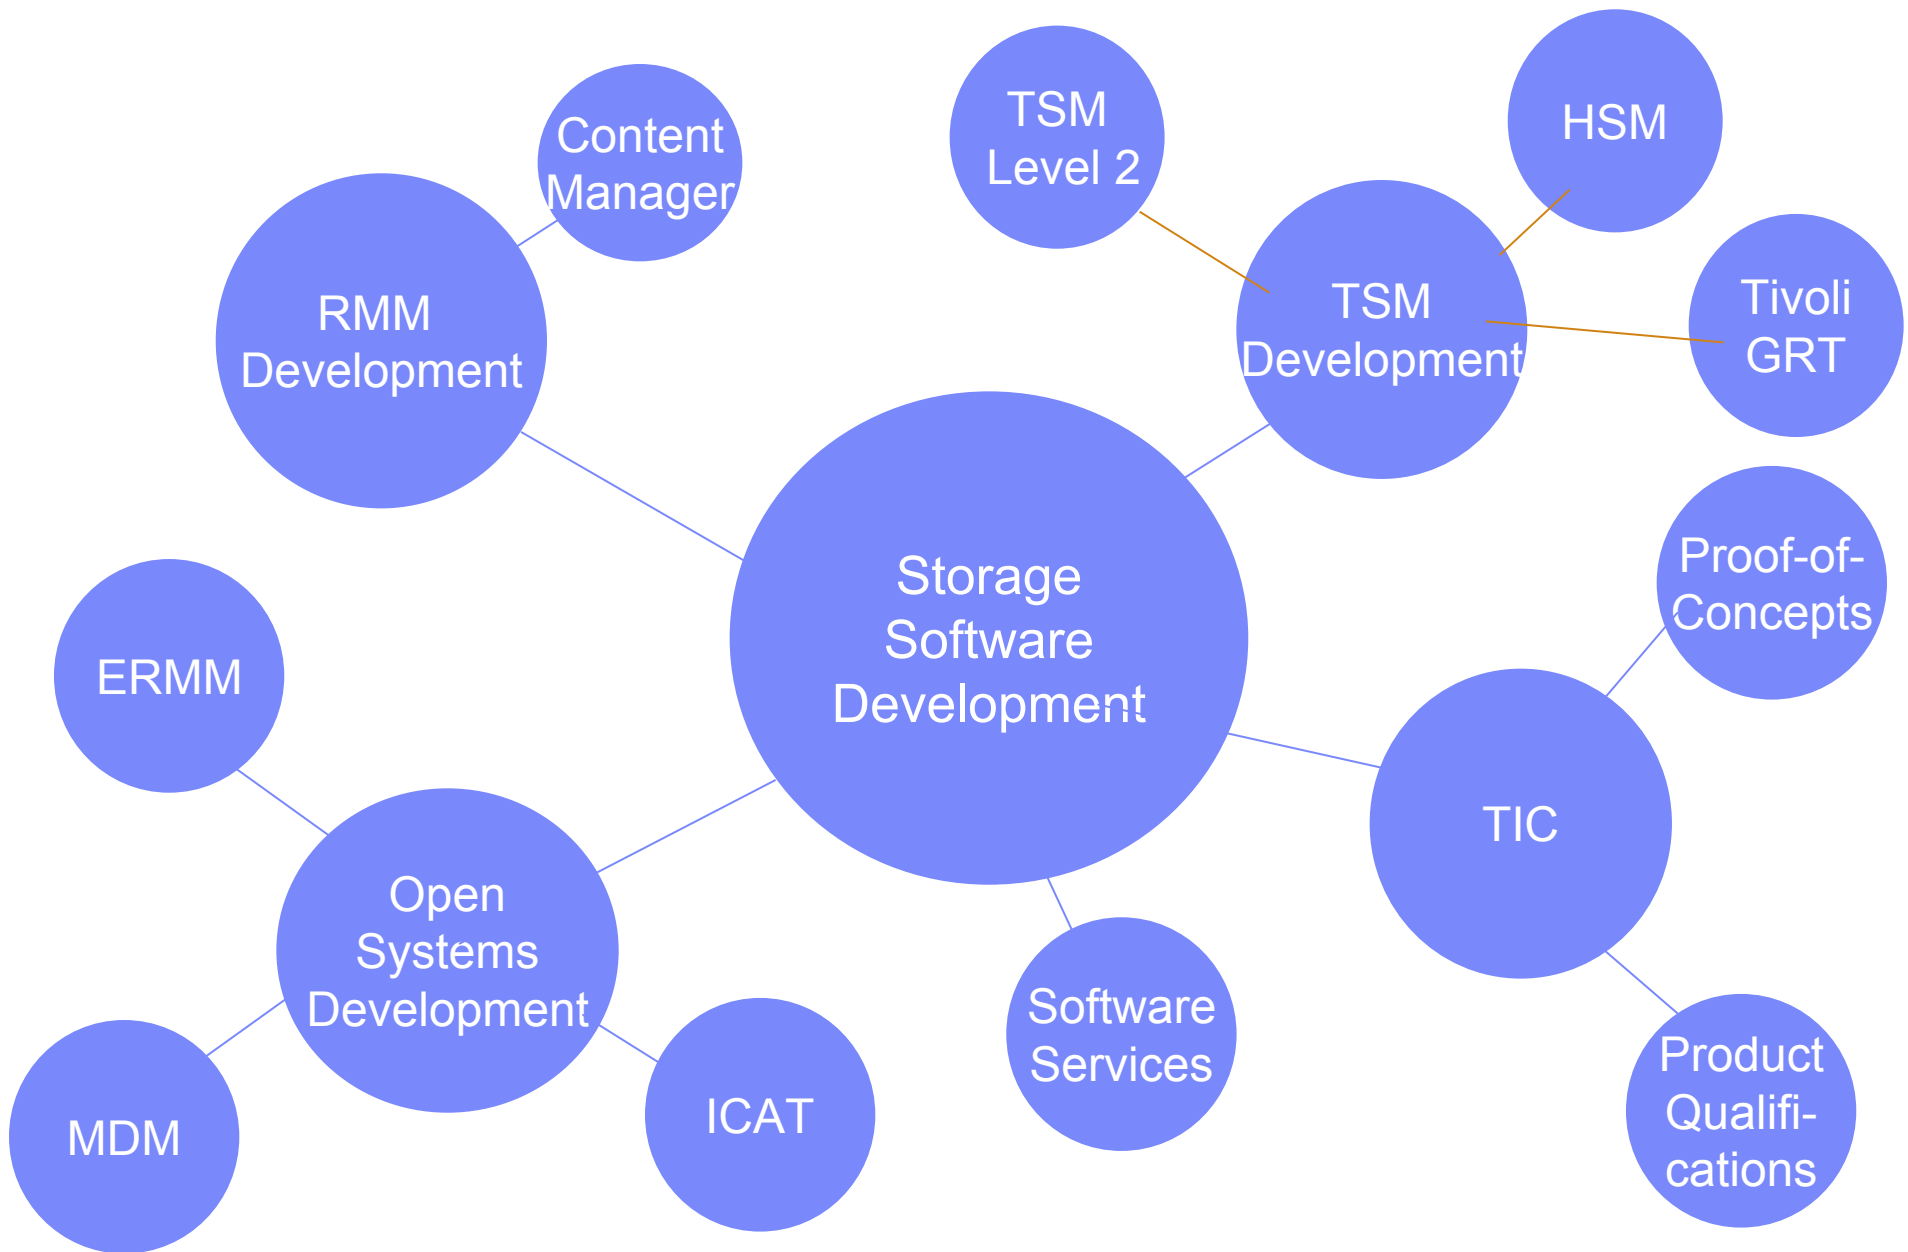 Content
Manager
TSM
Level 2
HSM
RMM
Development
TSM
Development
Tivoli
GRT
Storage
Software
Development
Proof-of-
Concepts
ERMM
TIC
Open
Systems
Development
Software
Services
MDM
ICAT
Product
Qualifi-
cations